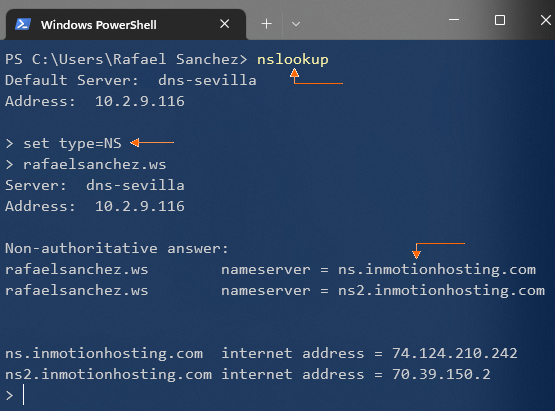 Windows PowerShell
PS C:\Users\Rafael Sanchez> nslookup
Default Server:  dns-sevilla
Address:  10.2.9.116
> set type=NS
> rafaelsanchez.ws
Server:  dns-sevilla
Address:  10.2.9.116
Non-authoritative answer:
rafaelsanchez.ws        nameserver = ns.inmotionhosting.com
rafaelsanchez.ws        nameserver = ns2.inmotionhosting.com
ns.inmotionhosting.com  internet address = 74.124.210.242
ns2.inmotionhosting.com internet address = 70.39.150.2
>